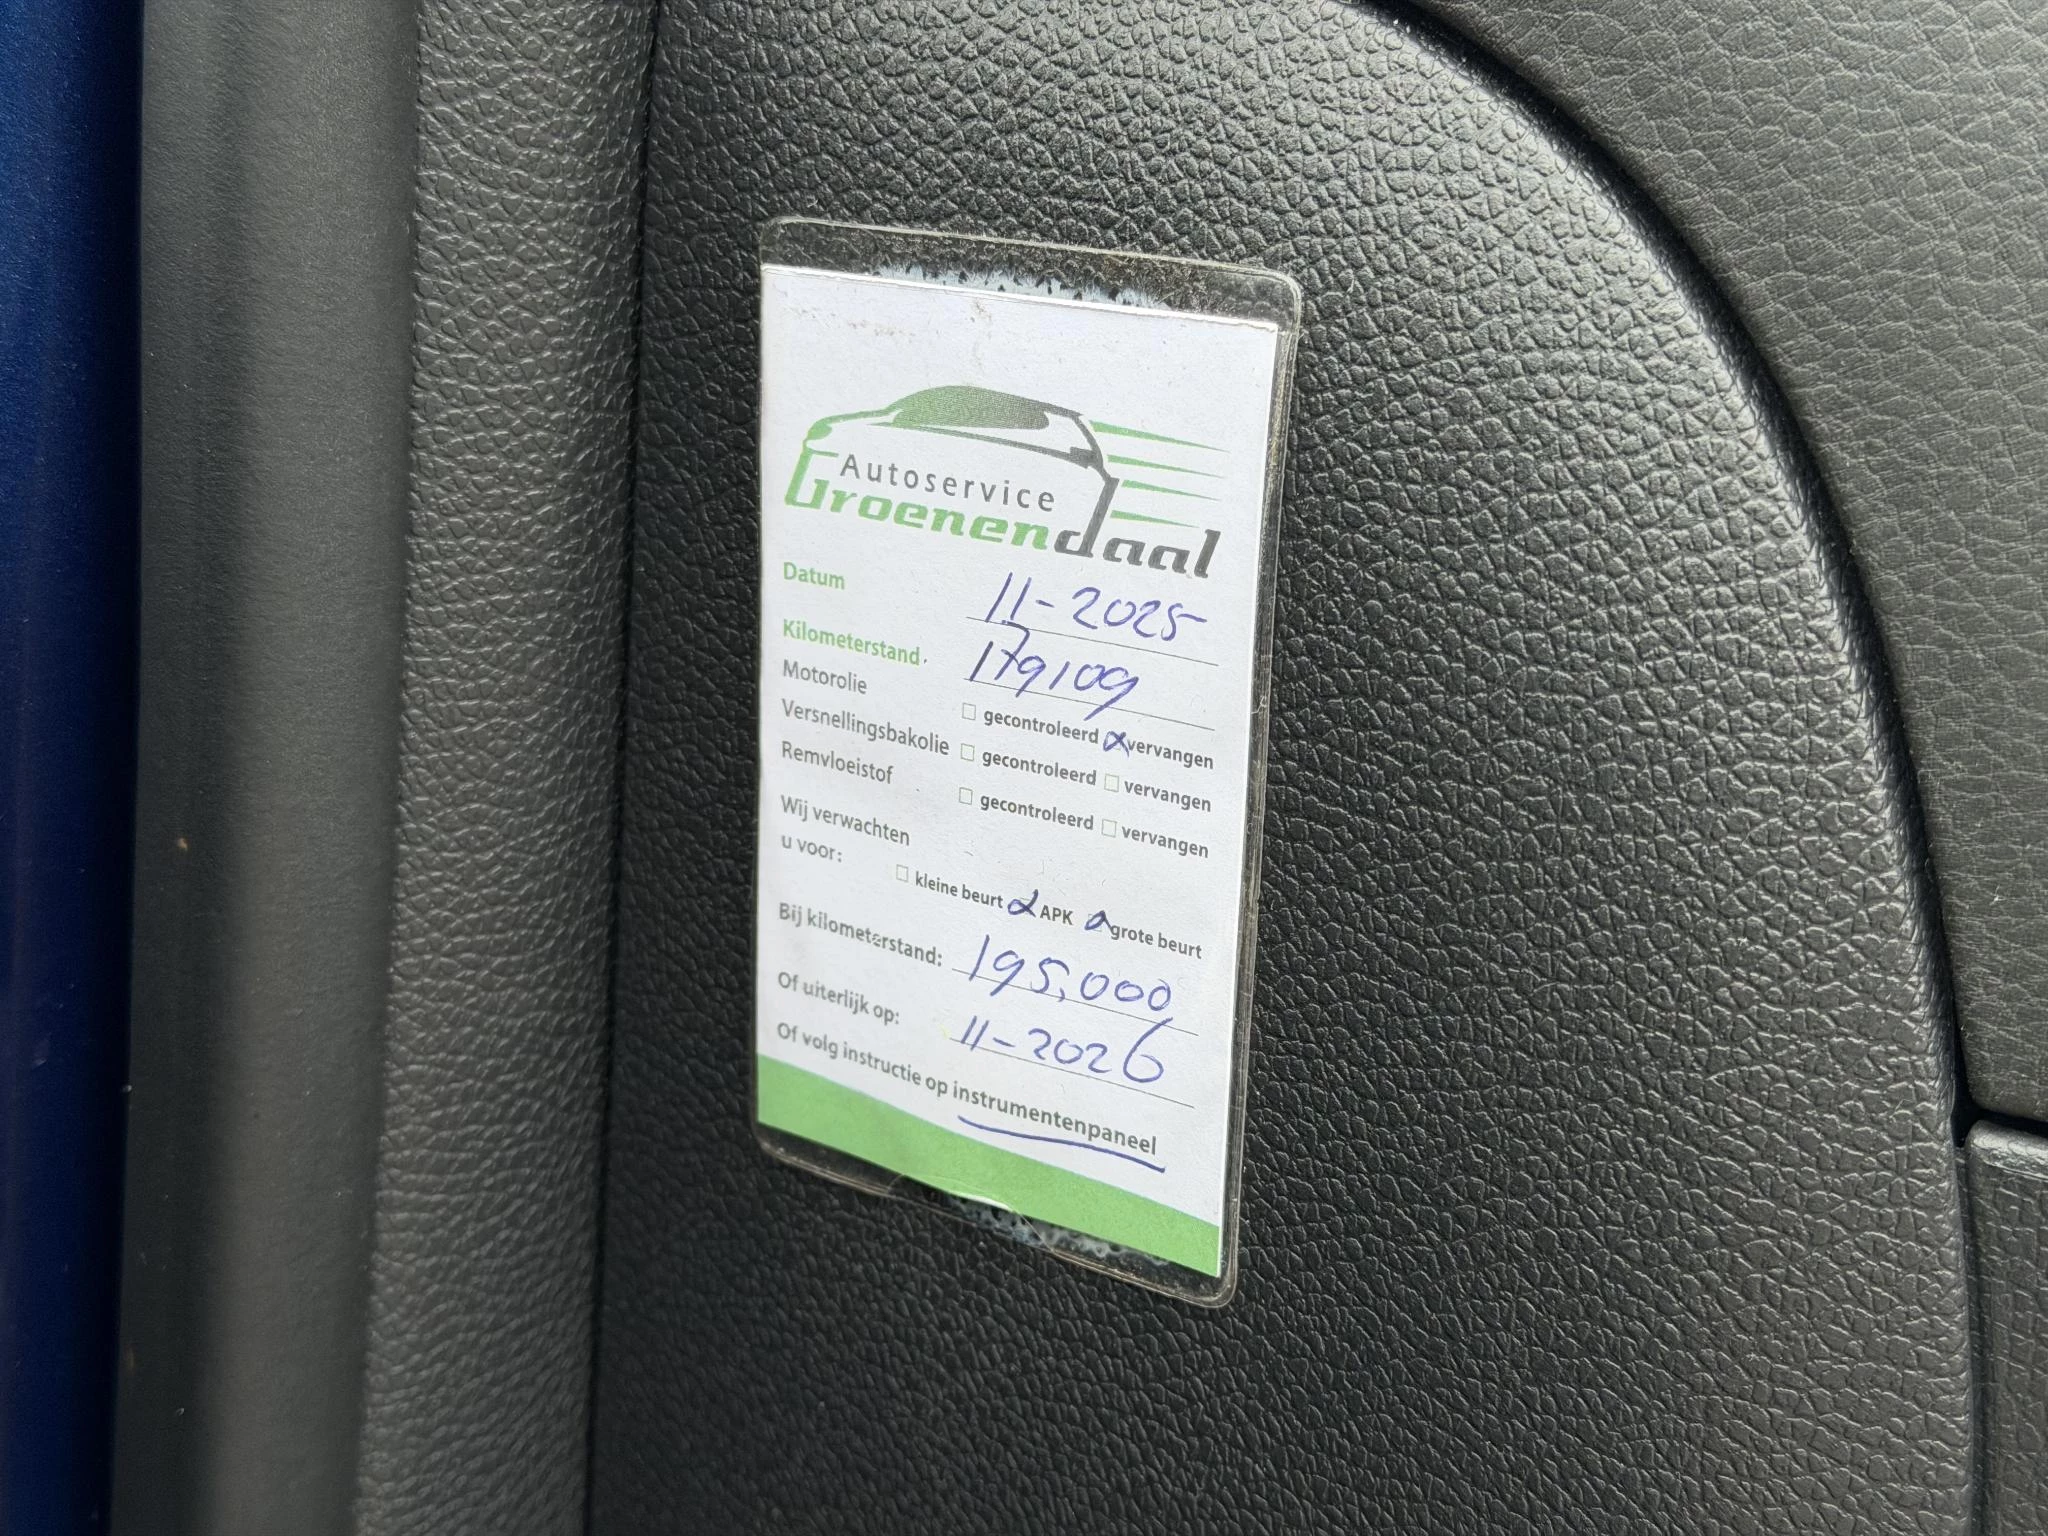 Autoservice
Groenendaal
Datum 11-2025
Kilometerstand 179109
Motorolie gecontroleerd vervangen
Versnellingsbakolie gecontroleerd vervangen
Remvloeistof gecontroleerd vervangen
Wij verwachten
u voor:
kleine beurt APK grote beurt
Bij kilometerstand: 195.000
Of uiterlijk op: 11-2026
Of volg instructie op instrumentenpaneel